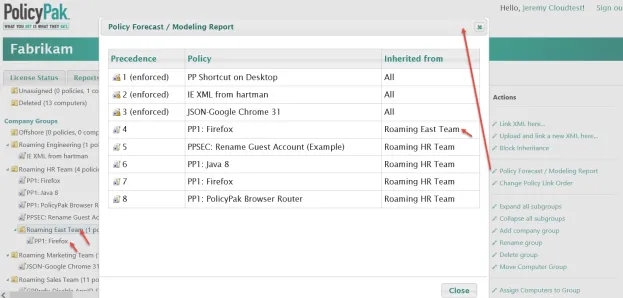 PolicyPak
WHAT YOU SET IS WHAT THEY GET.
Hello, Jeremy Cloudtest!
Sign ou
Policy Forecast / Modeling Report
Fabrikam
License Status
Reports
Unassigned (0 policies, 1 co
Deleted (13 computers)
Company Groups
Offshore (0 policies, 0 compu
Roaming Engineering (1 policie
IE XML from hartman
Roaming HR Team (4 policies
PP1: Firefox
PP1: Java 8
PP1: PolicyPak Browser R
PPSEC: Rename Guest Acc
Roaming East Team (1 po
PP1: Firefox
Roaming Marketing Team (1
JSON-Google Chrome 31
Roaming Sales Team (11
Precedence Policy Inherited from
1 (enforced) PP Shortcut on Desktop All
2 (enforced) IE XML from hartman All
3 (enforced) JSON-Google Chrome 31 All
4 PP1: Firefox Roaming East Team
5 PPSEC: Rename Guest Account (Example) Roaming HR Team
6 PP1: Java 8 Roaming HR Team
7 PP1: Firefox Roaming HR Team
8 PP1: PolicyPak Browser Router Roaming HR Team
Close
Actions
Link XML here...
Upload and link a new XML here...
Block Inheritance
Policy Forecast / Modeling Report
Change Policy Link Order
Expand all subgroups
Collapse all subgroups
Add company group
Rename group
Delete group
Move Computer Group
Assign Computers to Group